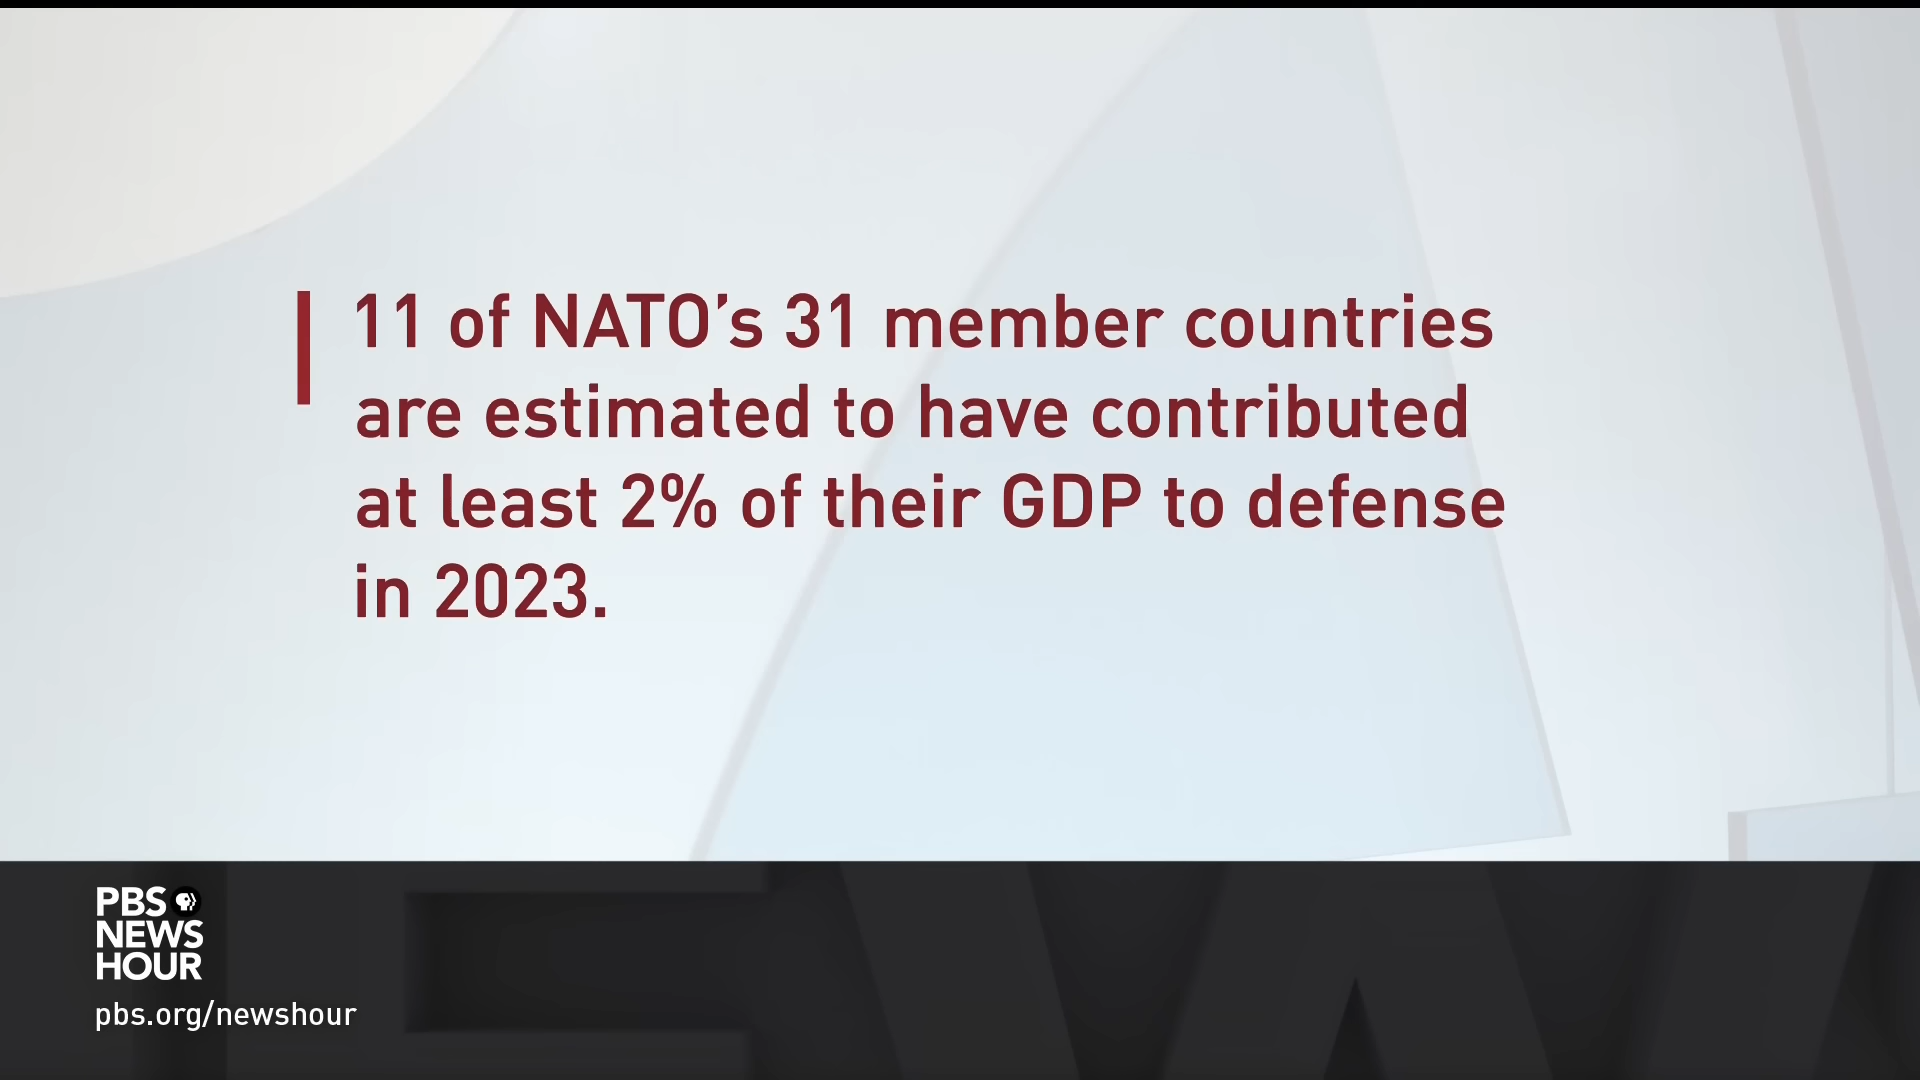 11 of NATO’s 31 member countries
are estimated to have contributed
at least 2% of their GDP to defense
in 2023.
PBS
NEWS
HOUR
pbs.org/newshour